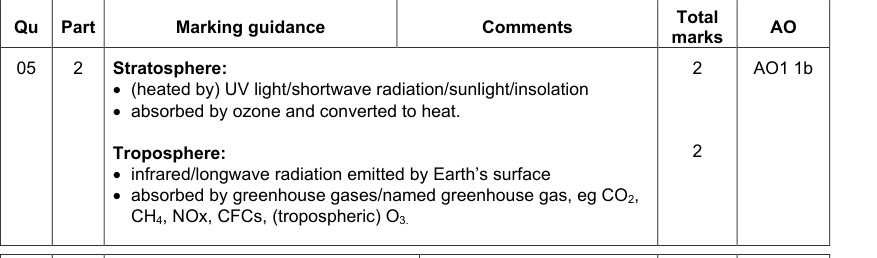 Qu Part Marking guidance Comments Total marks AO
05 2 Stratosphere: 2 AO1 1b
• (heated by) UV light/shortwave radiation/sunlight/insolation
• absorbed by ozone and converted to heat.
Troposphere: 2
• infrared/longwave radiation emitted by Earth’s surface
• absorbed by greenhouse gases/named greenhouse gas, eg CO₂,
CH₄, NOx, CFCs, (tropospheric) O₃.